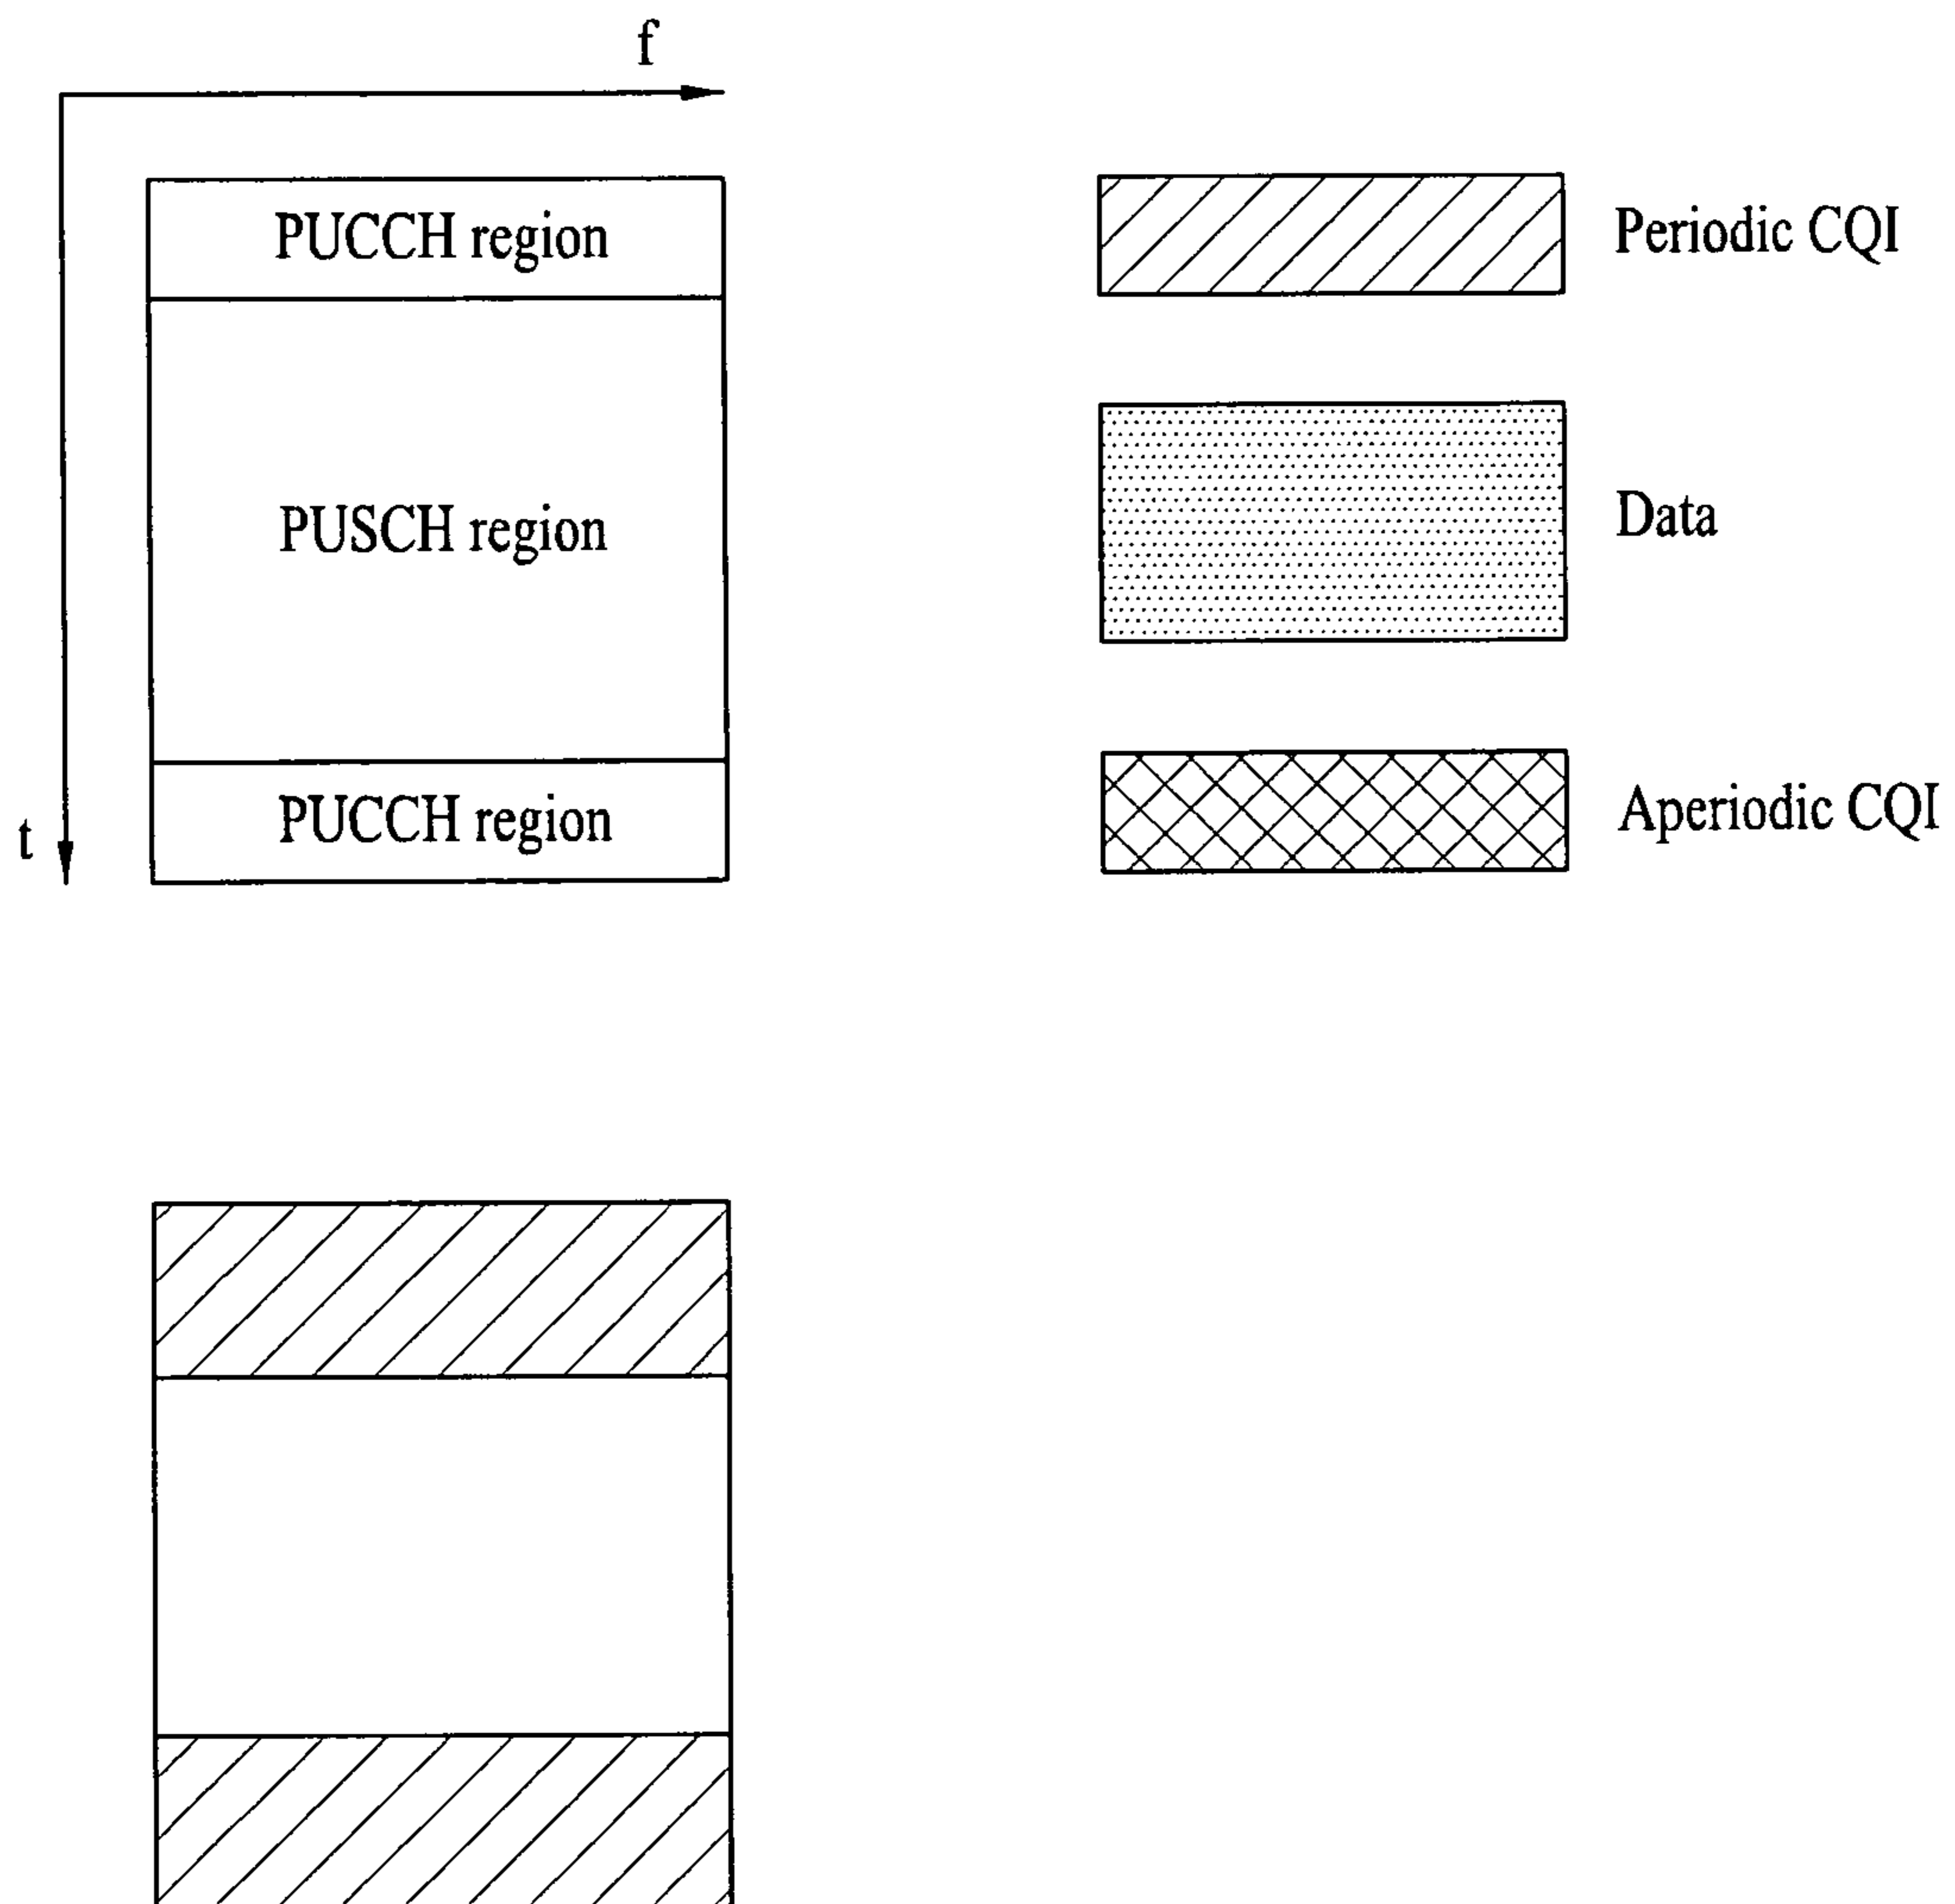 f
PUCCH region
PUSCH region
PUCCH region
t
Periodic CQI
Data
Aperiodic CQI